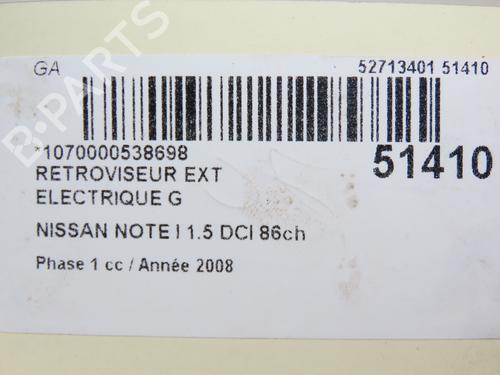 GA
52713401 51410
*1070000538698
51410
RETROVISEUR EXT
ELECTRIQUE G
NISSAN NOTE I 1.5 DCI 86ch
Phase 1 cc / Année 2008
B-PARTS